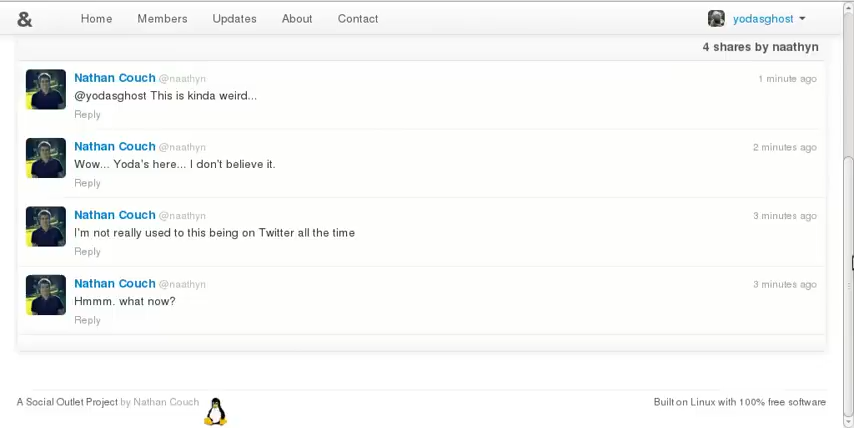 & Home Members Updates About Contact yodasghost
4 shares by naathyn
Nathan Couch @naathyn 1 minute ago
@yodasghost This is kinda weird...
Reply
Nathan Couch @naathyn 2 minutes ago
Wow... Yoda's here... I don't believe it.
Reply
Nathan Couch @naathyn 3 minutes ago
I'm not really used to this being on Twitter all the time
Reply
Nathan Couch @naathyn 3 minutes ago
Hmmm. what now?
Reply
A Social Outlet Project by Nathan Couch Built on Linux with 100% free software